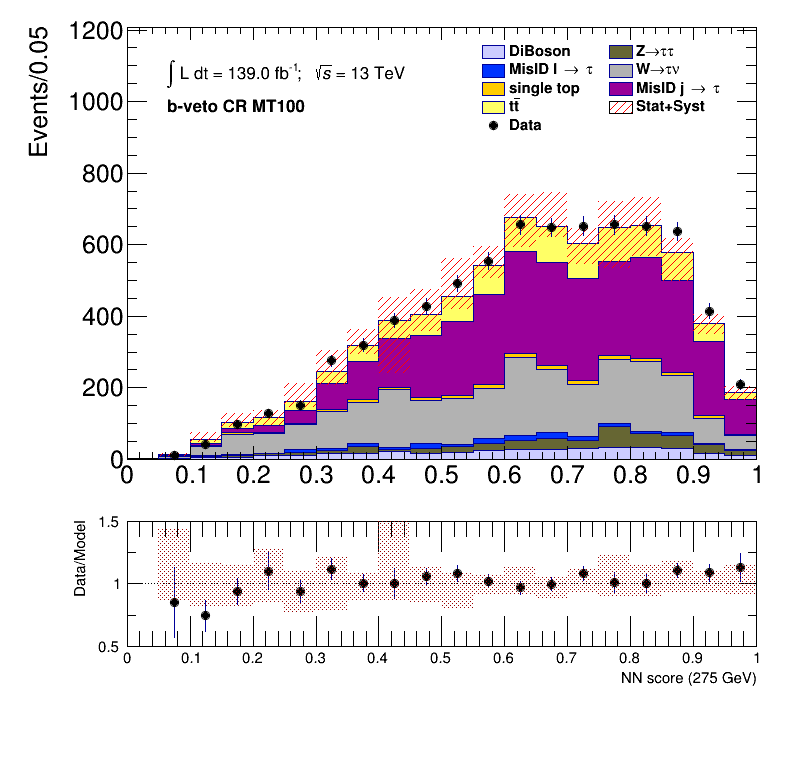 Events/0.05
1200
1000
800
600
400
200
0
∫ L dt = 139.0 fb⁻¹; √s = 13 TeV
b-veto CR MT100
DiBoson
Z→ττ
MisID l → τ
W→τν
single top
MisID j → τ
tt̄
Stat+Syst
Data
0 0.1 0.2 0.3 0.4 0.5 0.6 0.7 0.8 0.9 1
Data/Model
1.5
1
0.5
0 0.1 0.2 0.3 0.4 0.5 0.6 0.7 0.8 0.9 1
NN score (275 GeV)